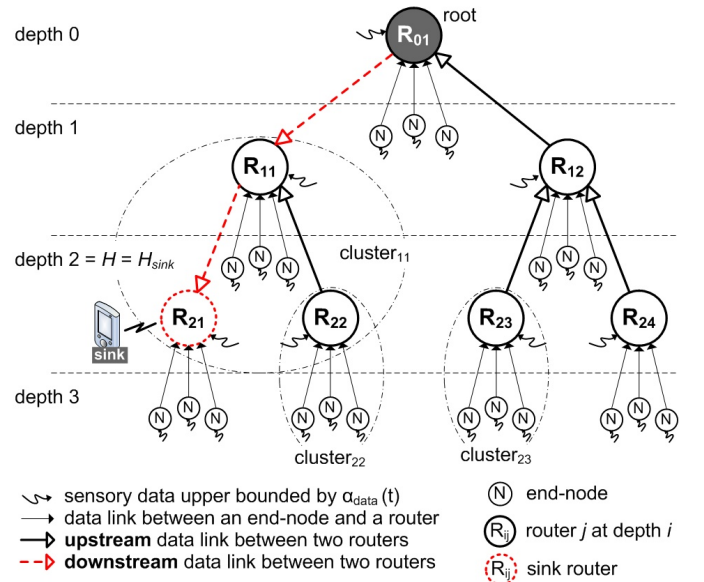 root
depth 0
R01
N N N
depth 1
R11
R12
N N N
N N N
cluster11
depth 2 = H = Hsink
R21
R22
R23
R24
sink
depth 3
N N N
N N N
N N N
N N N
cluster22
cluster23
sensory data upper bounded by αdata (t)
data link between an end-node and a router
upstream data link between two routers
downstream data link between two routers
N end-node
Rij router j at depth i
Rij sink router